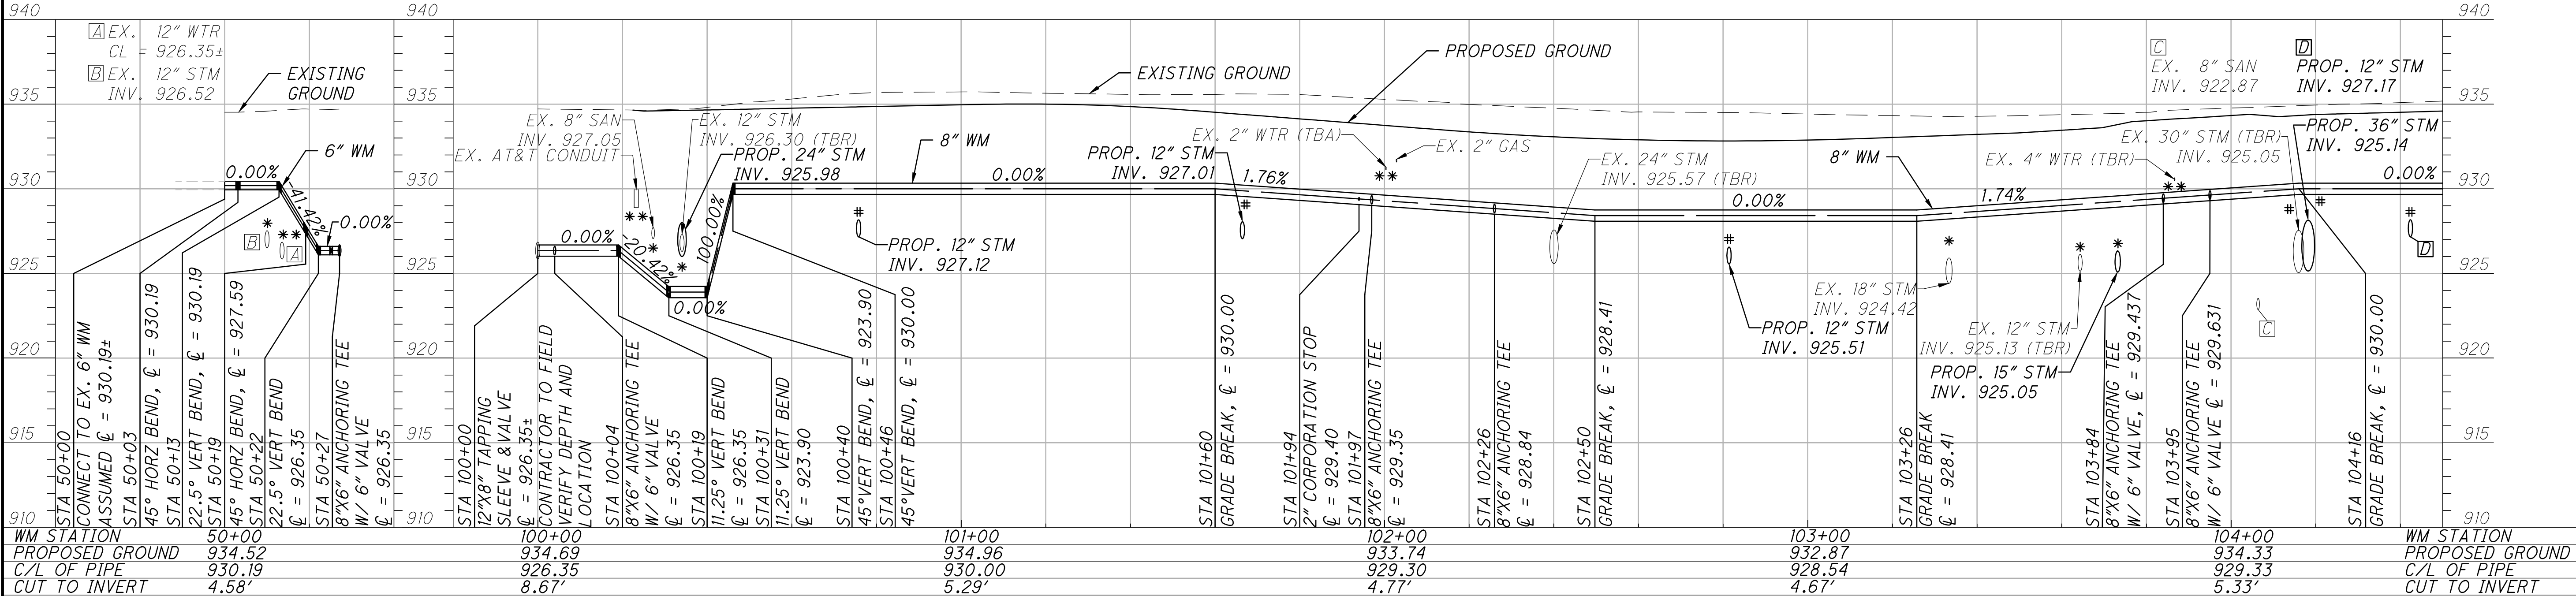 940
940
940
935
935
935
930
930
930
925
925
925
920
920
920
915
915
915
910
910
910
A EX. 12" WTR
CL = 926.35±
B EX. 12" STM
INV. 926.52
EXISTING
GROUND
6" WM
0.00%
-41.42%
0.00%
*
**
B
A
STA 50+00
CONNECT TO EX. 6" WM
ASSUMED ℄ = 930.19±
STA 50+03
45° HORZ BEND, ℄ = 930.19
STA 50+13
22.5° VERT BEND, ℄ = 930.19
STA 50+19
45° HORZ BEND, ℄ = 927.59
STA 50+22
22.5° VERT BEND
℄ = 926.35
STA 50+27
8"X6" ANCHORING TEE
W/ 6" VALVE
℄ = 926.35
EX. 8" SAN
INV. 927.05
EX. AT&T CONDUIT
EX. 12" STM
INV. 926.30 (TBR)
PROP. 24" STM
INV. 925.98
8" WM
EXISTING GROUND
PROPOSED GROUND
0.00%
-20.42%
0.00%
100.00%
0.00%
**
*
*
#
PROP. 12" STM
INV. 927.12
PROP. 12" STM
INV. 927.01
#
1.76%
EX. 2" WTR (TBA)
EX. 2" GAS
**
EX. 24" STM
INV. 925.57 (TBR)
0.00%
8" WM
1.74%
#
PROP. 12" STM
INV. 925.51
EX. 18" STM
INV. 924.42
*
EX. 12" STM
INV. 925.13 (TBR)
*
PROP. 15" STM
INV. 925.05
*
EX. 4" WTR (TBR)
**
EX. 30" STM (TBR)
INV. 925.05
PROP. 36" STM
INV. 925.14
#
#
C
EX. 8" SAN
INV. 922.87
D
PROP. 12" STM
INV. 927.17
0.00%
#
D
C
STA 100+00
12"X8" TAPPING
SLEEVE & VALVE
℄ = 926.35±
CONTRACTOR TO FIELD
VERIFY DEPTH AND
LOCATION
STA 100+04
8"X6" ANCHORING TEE
W/ 6" VALVE
℄ = 926.35
STA 100+19
11.25° VERT BEND
℄ = 926.35
STA 100+31
11.25° VERT BEND
℄ = 923.90
STA 100+40
45°VERT BEND, ℄ = 923.90
STA 100+46
45°VERT BEND, ℄ = 930.00
STA 101+60
GRADE BREAK, ℄ = 930.00
STA 101+94
2" CORPORATION STOP
℄ = 929.40
STA 101+97
8"X6" ANCHORING TEE
℄ = 929.35
STA 102+26
8"X6" ANCHORING TEE
℄ = 928.84
STA 102+50
GRADE BREAK, ℄ = 928.41
STA 103+26
GRADE BREAK
℄ = 928.41
STA 103+84
8"X6" ANCHORING TEE
W/ 6" VALVE, ℄ = 929.437
STA 103+95
8"X6" ANCHORING TEE
W/ 6" VALVE ℄ = 929.631
STA 104+16
GRADE BREAK, ℄ = 930.00
WM STATION 50+00 100+00 101+00 102+00 103+00 104+00 WM STATION
PROPOSED GROUND 934.52 934.69 934.96 933.74 932.87 934.33 PROPOSED GROUND
C/L OF PIPE 930.19 926.35 930.00 929.30 928.54 929.33 C/L OF PIPE
CUT TO INVERT 4.58' 8.67' 5.29' 4.77' 4.67' 5.33' CUT TO INVERT